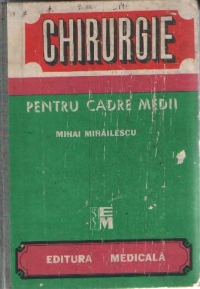 CHIRURGIE
PENTRU CADRE MEDII
MIHAI MIHĂILESCU
EM
EDITURA MEDICALĂ